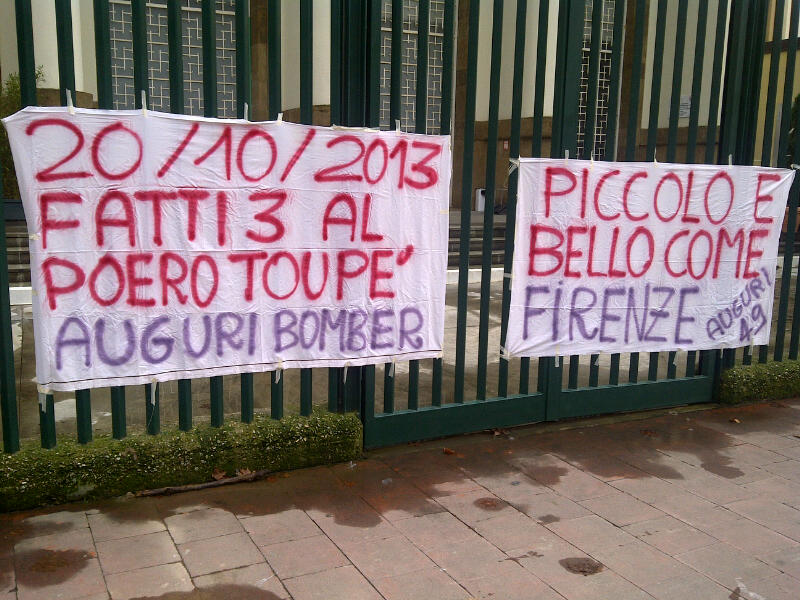 20/10/2013
FATTI 3 AL
POERO TOUPE'
AUGURI BOMBER
PICCOLO E
BELLO COME
FIRENZE
AUGURI
49